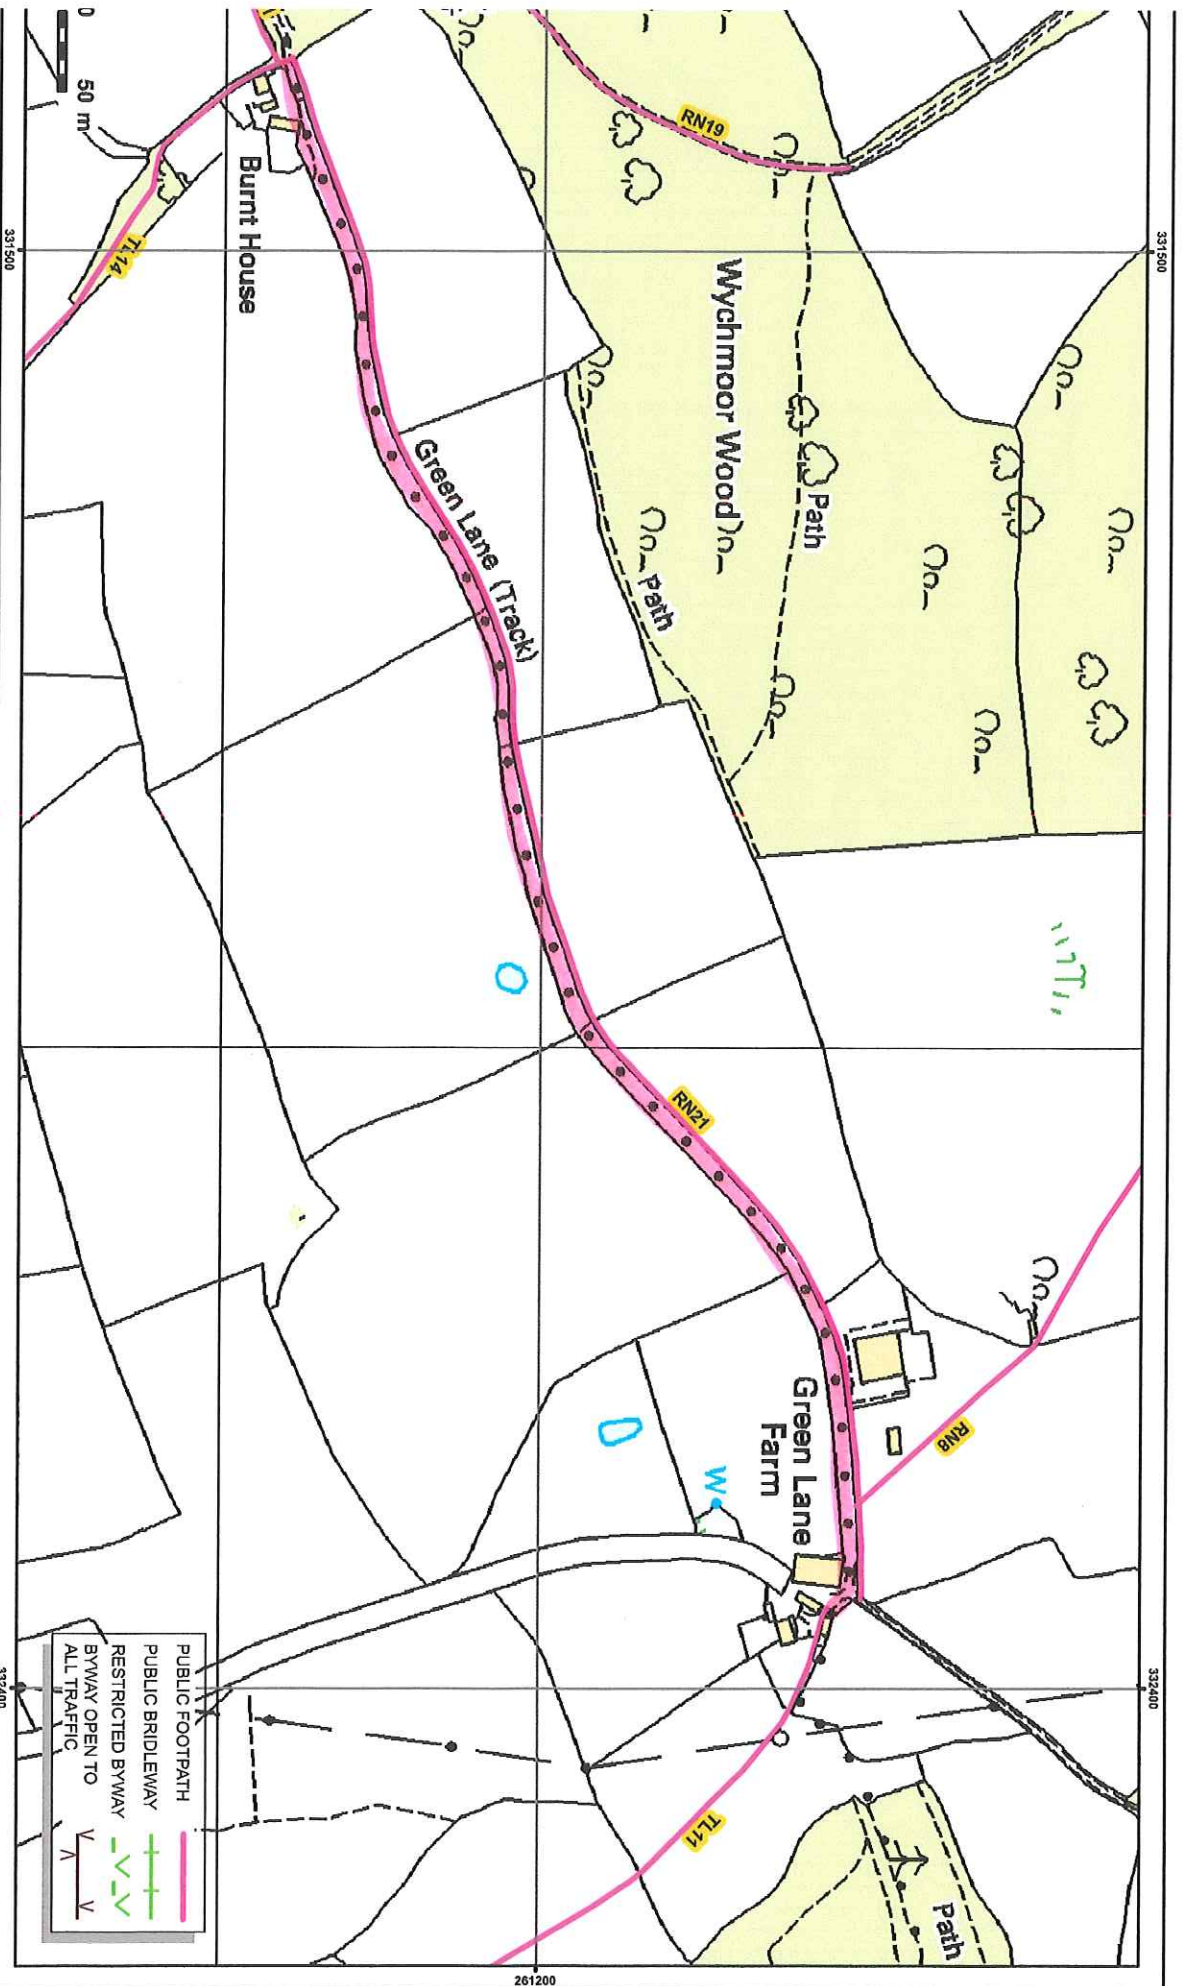 0
50 m
Burnt House
TL14
331500
RN19
331500
Wychmoor Wood
Path
Path
Green Lane (Track)
RN21
RN8
Green Lane
Farm
W
TL11
Path
332400
261200
PUBLIC FOOTPATH
PUBLIC BRIDLEWAY
RESTRICTED BYWAY
BYWAY OPEN TO
ALL TRAFFIC